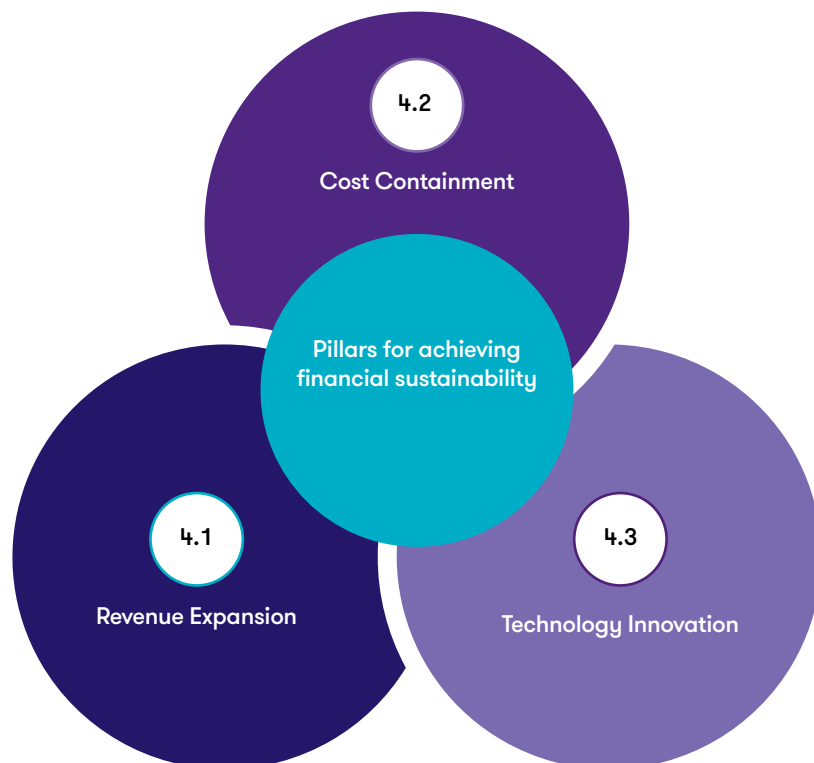 4.2
Cost Containment
Pillars for achieving
financial sustainability
4.1
Revenue Expansion
4.3
Technology Innovation